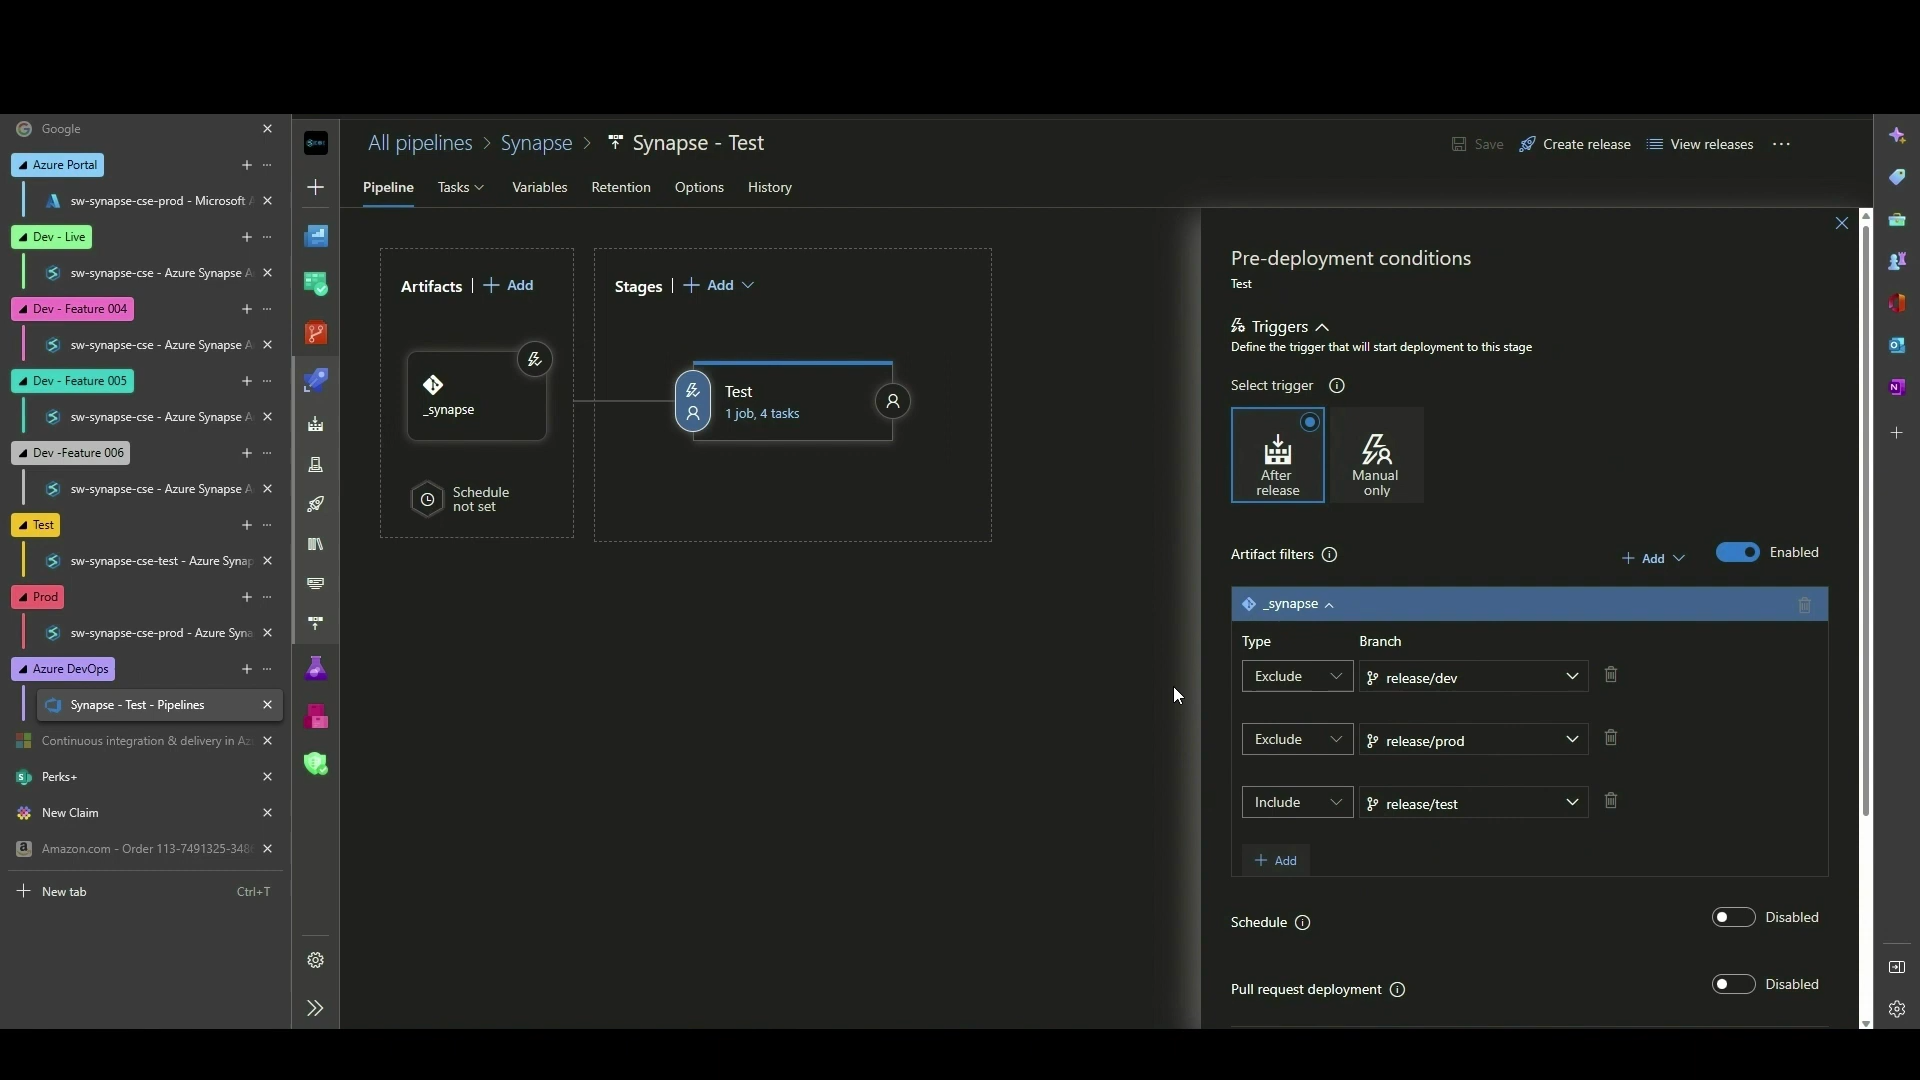 Google
Azure Portal
sw-synapse-cse-prod - Microsoft
Dev - Live
sw-synapse-cse - Azure Synapse A
Dev - Feature 004
sw-synapse-cse - Azure Synapse A
Dev - Feature 005
sw-synapse-cse - Azure Synapse A
Dev -Feature 006
sw-synapse-cse - Azure Synapse A
Test
sw-synapse-cse-test - Azure Synap
Prod
sw-synapse-cse-prod - Azure Syna
Azure DevOps
Synapse - Test - Pipelines
Continuous integration & delivery in Az
Perks+
New Claim
Amazon.com - Order 113-7491325-348
New tab Ctrl+T
All pipelines > Synapse > Synapse - Test
Save Create release View releases
Pipeline Tasks Variables Retention Options History
Artifacts | + Add
_synapse
Schedule
not set
Stages | + Add
Test
1 job, 4 tasks
Pre-deployment conditions
Test
Triggers
Define the trigger that will start deployment to this stage
Select trigger
After
release
Manual
only
Artifact filters + Add Enabled
_synapse
Type Branch
Exclude release/dev
Exclude release/prod
Include release/test
+ Add
Schedule Disabled
Pull request deployment Disabled